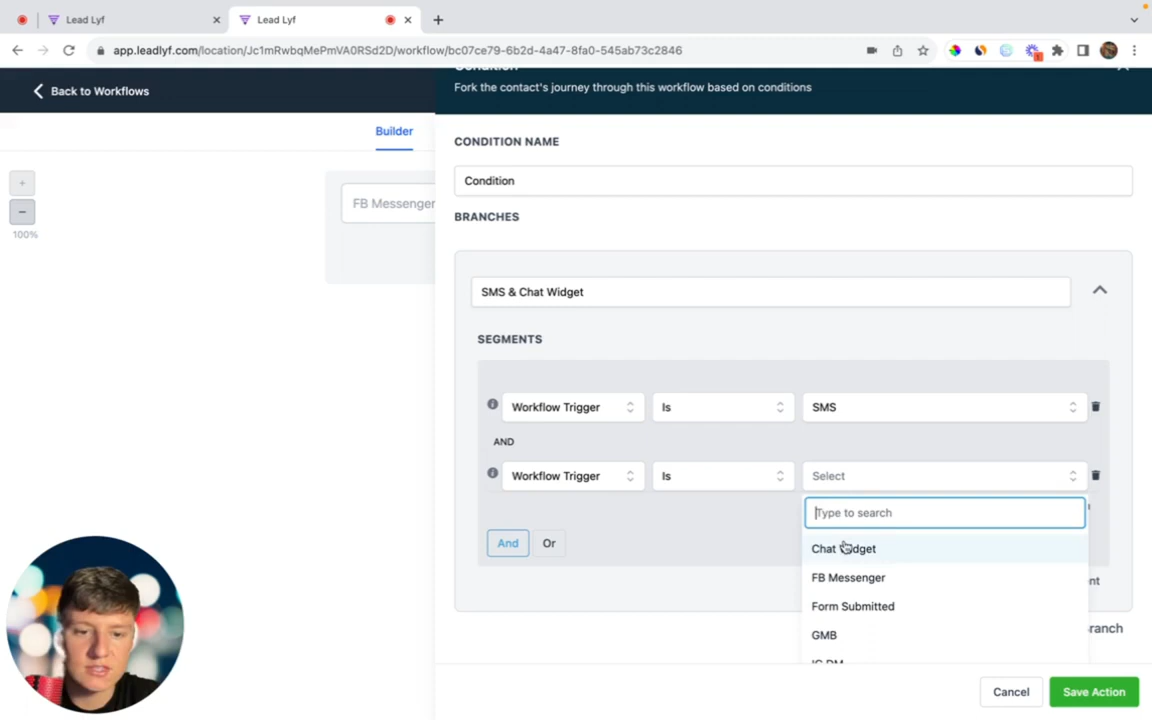 Lead Lyf
Lead Lyf
app.leadlyf.com/location/Jc1mRwbqMePmVA0RSd2D/workflow/bc07ce79-6b2d-4a47-8fa0-545ab73c2846
Condition
Back to Workflows
Fork the contact's journey through this workflow based on conditions
Builder
CONDITION NAME
Condition
+
−
100%
FB Messenger
BRANCHES
SMS & Chat Widget
SEGMENTS
Workflow Trigger Is SMS
AND
Workflow Trigger Is Select
Type to search
And Or
Chat Widget
FB Messenger
Form Submitted
GMB
IG DM
Cancel Save Action